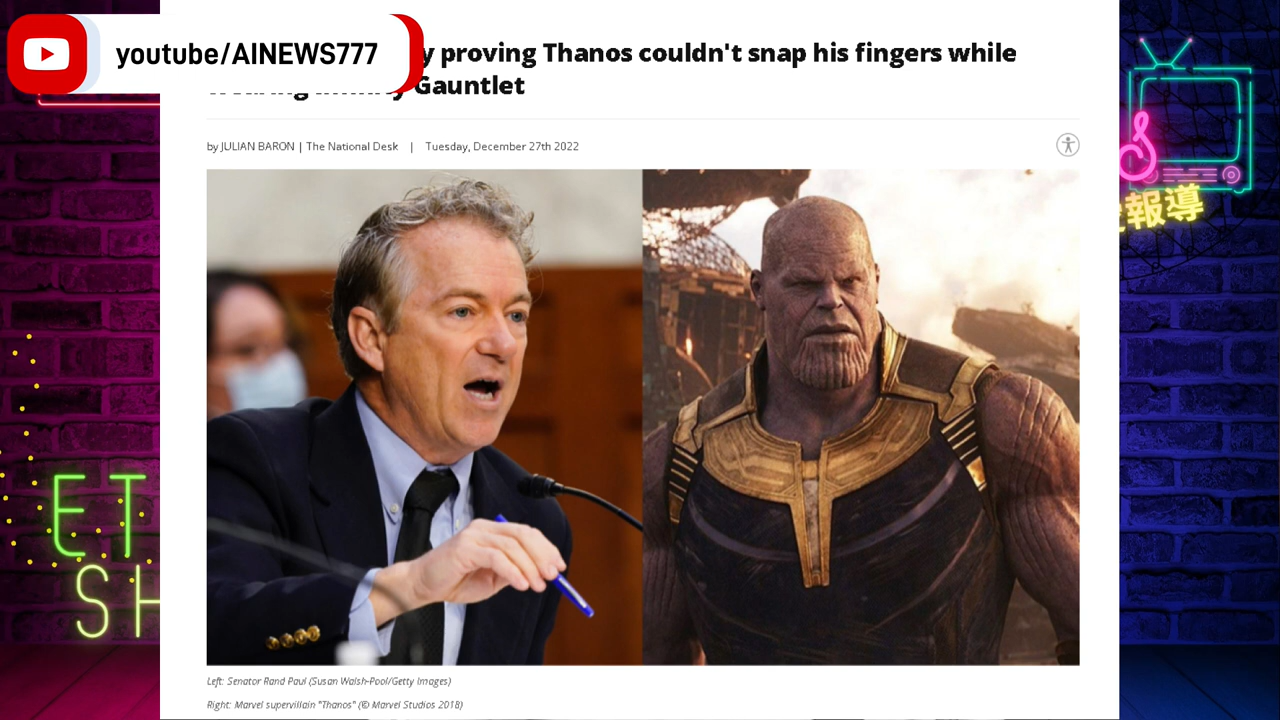 youtube/AINEWS777
y proving Thanos couldn't snap his fingers while
Gauntlet
by JULIAN BARON | The National Desk | Tuesday, December 27th 2022
報導
ET
SH
Left: Senator Rand Paul (Susan Walsh-Pool/Getty Images)
Right: Marvel supervillain "Thanos" (© Marvel Studios 2018)